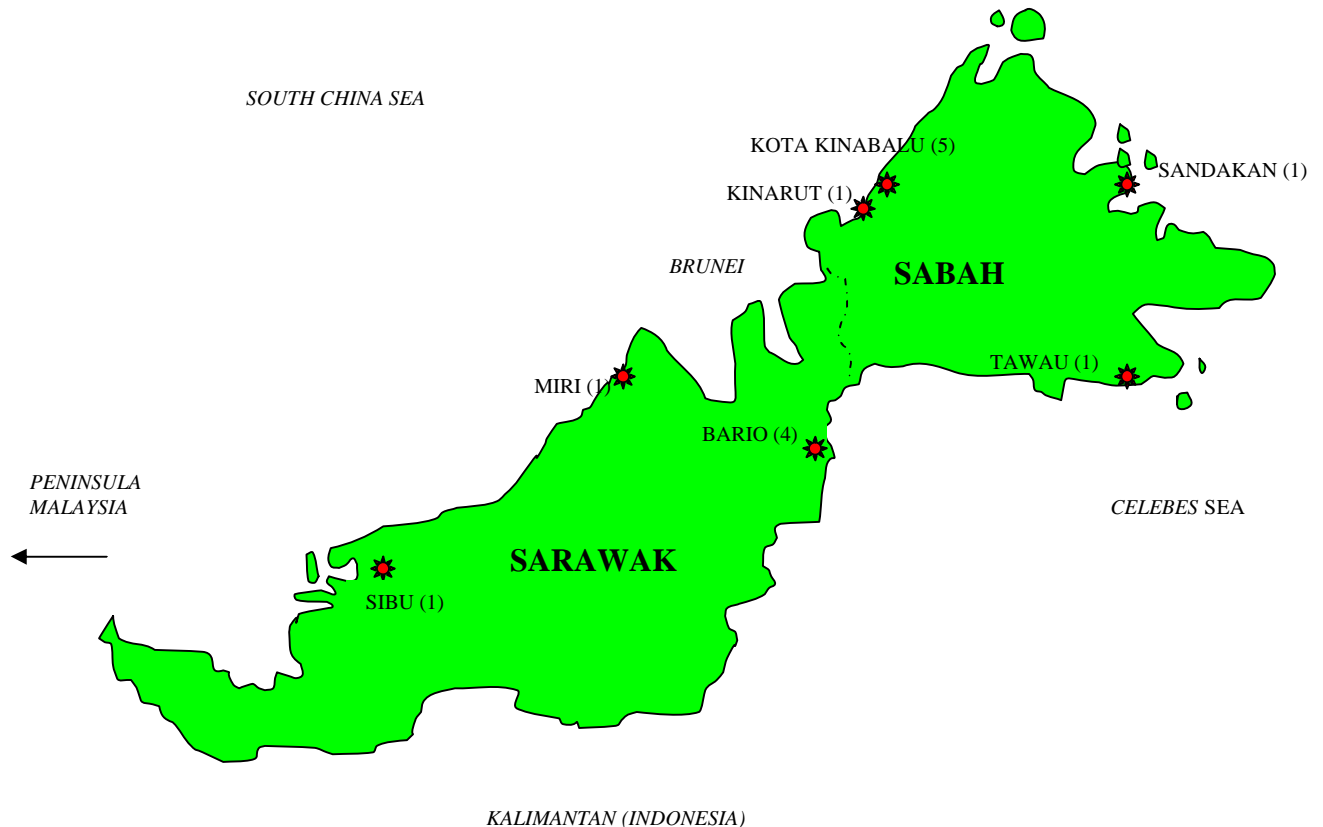 SOUTH CHINA SEA
KOTA KINABALU (5)
SANDAKAN (1)
KINARUT (1)
BRUNEI
SABAH
TAWAU (1)
MIRI (1)
BARIO (4)
PENINSULA
MALAYSIA
CELEBES SEA
SARAWAK
SIBU (1)
KALIMANTAN (INDONESIA)